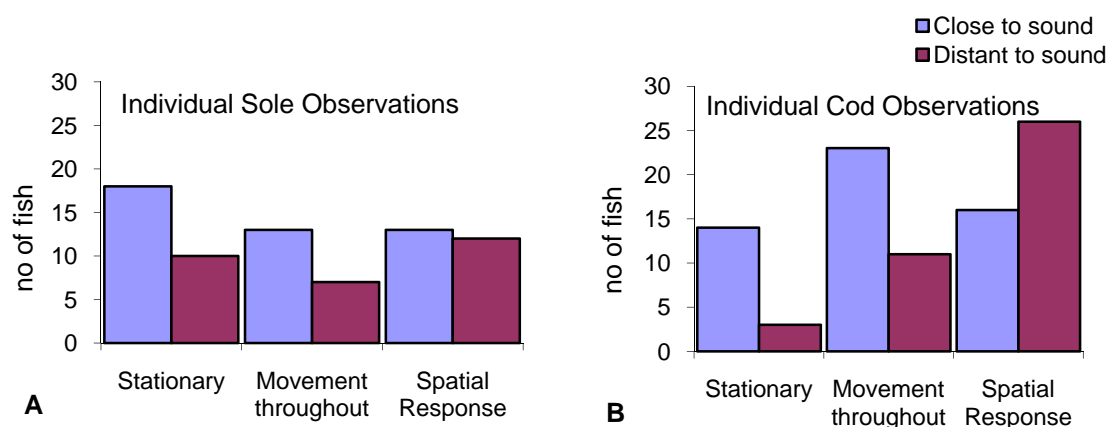 Close to sound
Distant to sound
Individual Sole Observations
no of fish
30
25
20
15
10
5
0
Stationary
Movement
throughout
Spatial
Response
A
Individual Cod Observations
no of fish
30
25
20
15
10
5
0
Stationary
Movement
throughout
Spatial
Response
B